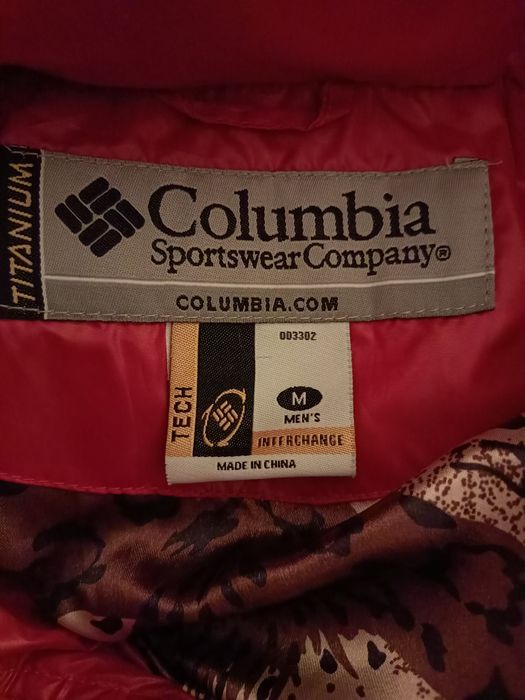 TITANIUM
Columbia
Sportswear Company®
COLUMBIA.COM
TECH
003302
M
MEN'S
INTERCHANGE
MADE IN CHINA